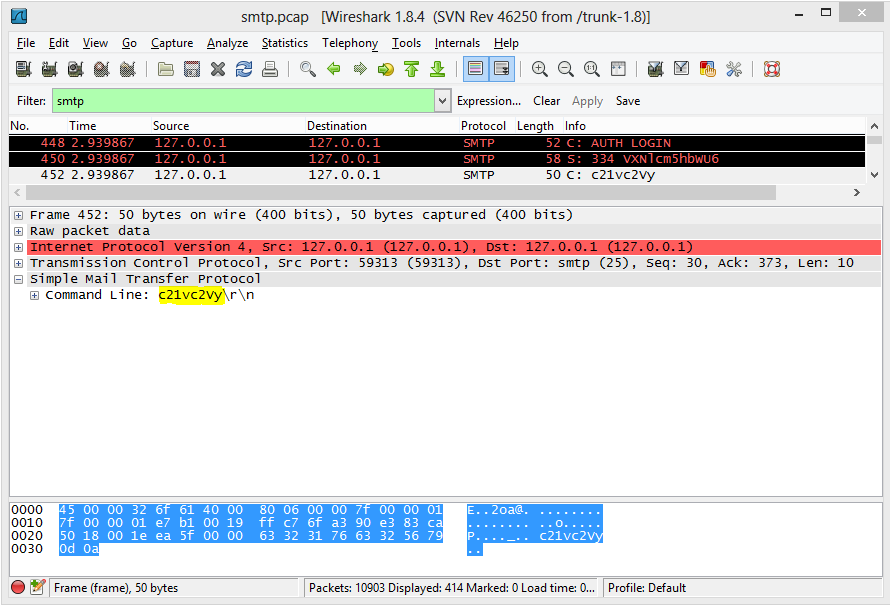 smtp.pcap [Wireshark 1.8.4 (SVN Rev 46250 from /trunk-1.8)]
File Edit View Go Capture Analyze Statistics Telephony Tools Internals Help
Filter: smtp Expression... Clear Apply Save
No. Time Source Destination Protocol Length Info
448 2.939867 127.0.0.1 127.0.0.1 SMTP 52 C: AUTH LOGIN
450 2.939867 127.0.0.1 127.0.0.1 SMTP 58 S: 334 VXNlcm5hbWU6
452 2.939867 127.0.0.1 127.0.0.1 SMTP 50 C: c21vc2Vy
Frame 452: 50 bytes on wire (400 bits), 50 bytes captured (400 bits)
Raw packet data
Internet Protocol Version 4, Src: 127.0.0.1 (127.0.0.1), Dst: 127.0.0.1 (127.0.0.1)
Transmission Control Protocol, Src Port: 59313 (59313), Dst Port: smtp (25), Seq: 30, Ack: 373, Len: 10
Simple Mail Transfer Protocol
Command Line: c21vc2Vy\r\n
0000 45 00 00 32 6f 61 40 00 80 06 00 00 7f 00 00 01 E..2oa@. ........
0010 7f 00 00 01 e7 b1 00 19 ff c7 6f a3 90 e3 83 ca ........ ..o.....
0020 50 18 00 1e ea 5f 00 00 63 32 31 76 63 32 56 79 P...._.. c21vc2Vy
0030 0d 0a ..
Frame (frame), 50 bytes Packets: 10903 Displayed: 414 Marked: 0 Load time: 0... Profile: Default